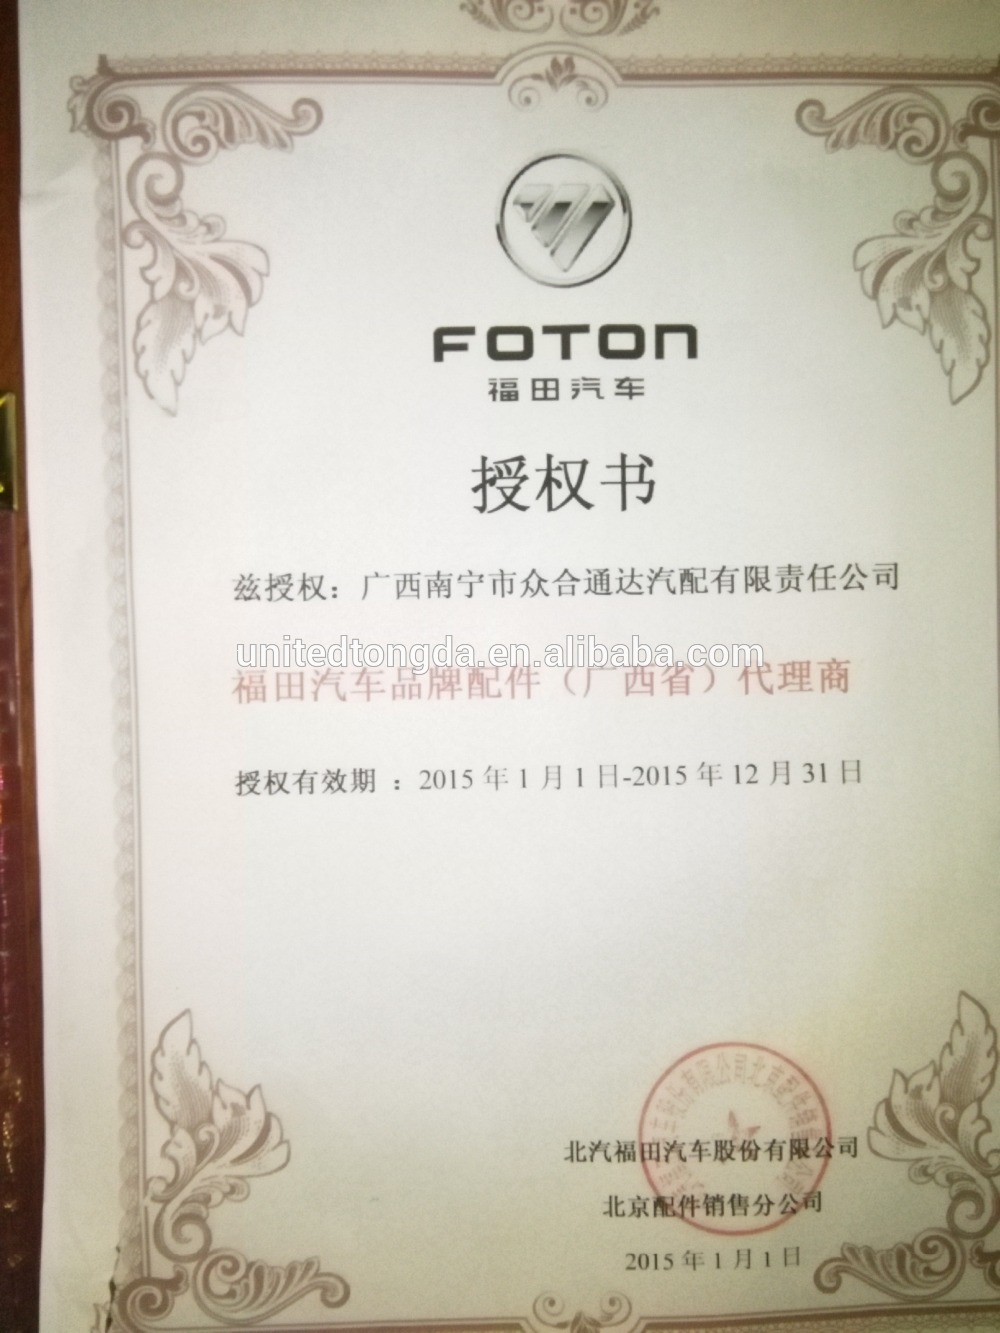 FOTON
福田汽车
授权书
兹授权：广西南宁市众合通达汽配有限责任公司
unitedtongda.en.alibaba.com
福田汽车品牌配件（广西省）代理商
授权有效期 ：2015 年 1 月 1 日-2015 年 12 月 31 日
北汽福田汽车股份有限公司
北京配件销售分公司
2015 年 1 月 1 日